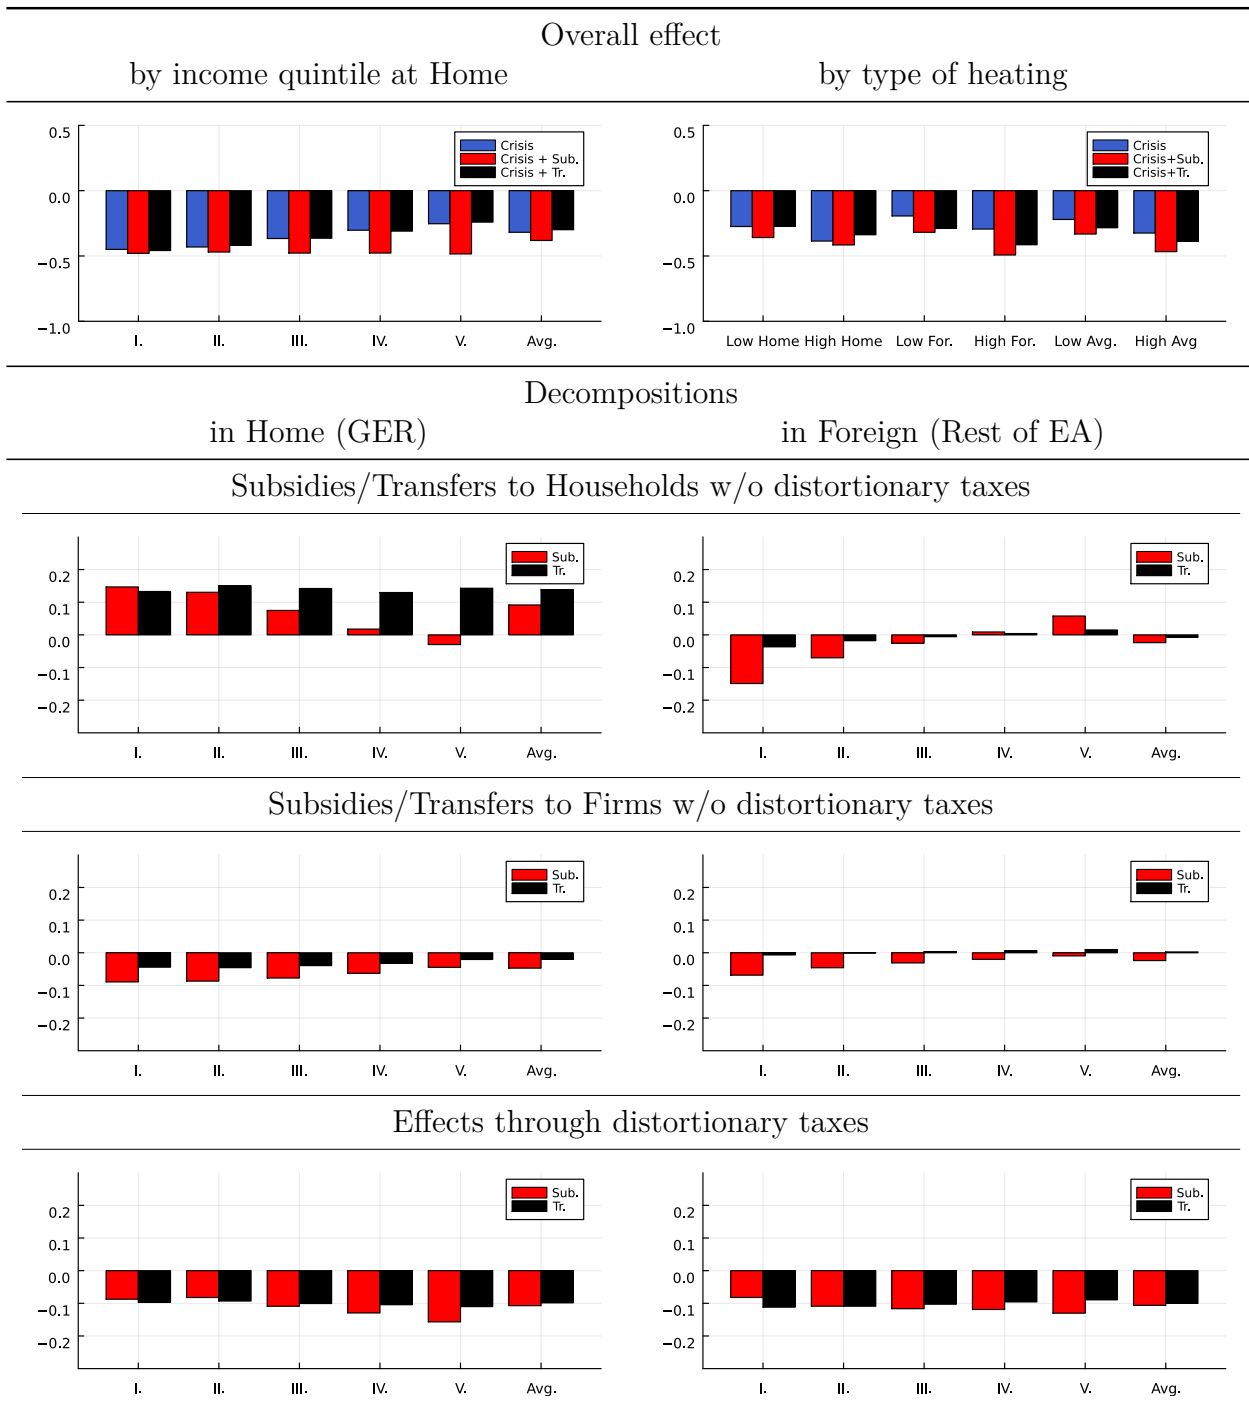 Overall effect
by income quintile at Home
by type of heating
0.5
0.0
−0.5
−1.0
Crisis
Crisis + Sub.
Crisis + Tr.
I. II. III. IV. V. Avg.
0.5
0.0
−0.5
−1.0
Crisis
Crisis+Sub.
Crisis+Tr.
Low Home High Home Low For. High For. Low Avg. High Avg
Decompositions
in Home (GER)
in Foreign (Rest of EA)
Subsidies/Transfers to Households w/o distortionary taxes
0.2
0.1
0.0
−0.1
−0.2
Sub.
Tr.
I. II. III. IV. V. Avg.
0.2
0.1
0.0
−0.1
−0.2
Sub.
Tr.
I. II. III. IV. V. Avg.
Subsidies/Transfers to Firms w/o distortionary taxes
0.2
0.1
0.0
−0.1
−0.2
Sub.
Tr.
I. II. III. IV. V. Avg.
0.2
0.1
0.0
−0.1
−0.2
Sub.
Tr.
I. II. III. IV. V. Avg.
Effects through distortionary taxes
0.2
0.1
0.0
−0.1
−0.2
Sub.
Tr.
I. II. III. IV. V. Avg.
0.2
0.1
0.0
−0.1
−0.2
Sub.
Tr.
I. II. III. IV. V. Avg.